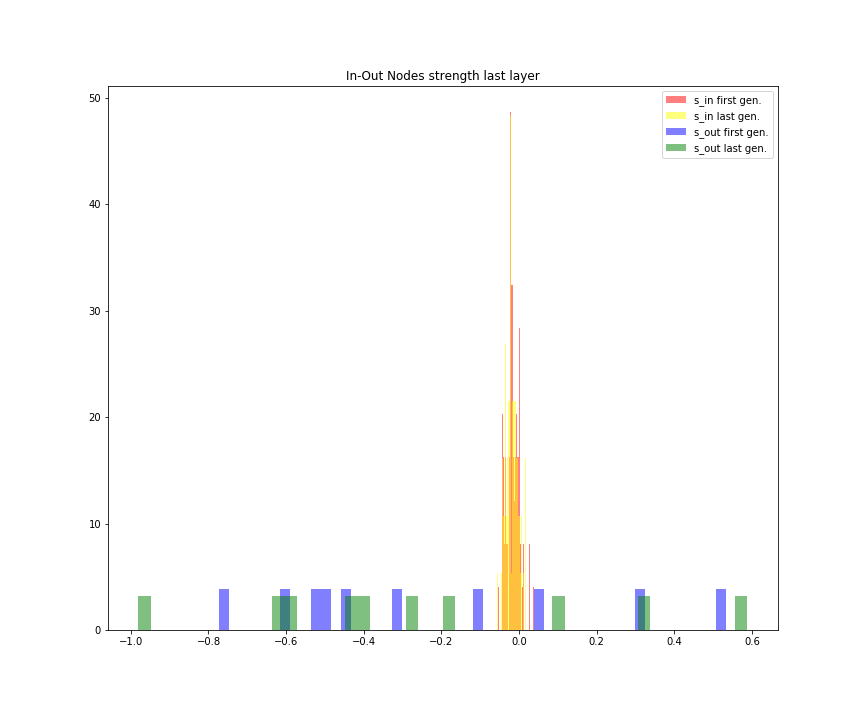 In-Out Nodes strength last layer
50
40
30
20
10
0
−1.0 −0.8 −0.6 −0.4 −0.2 0.0 0.2 0.4 0.6
s_in first gen.
s_in last gen.
s_out first gen.
s_out last gen.